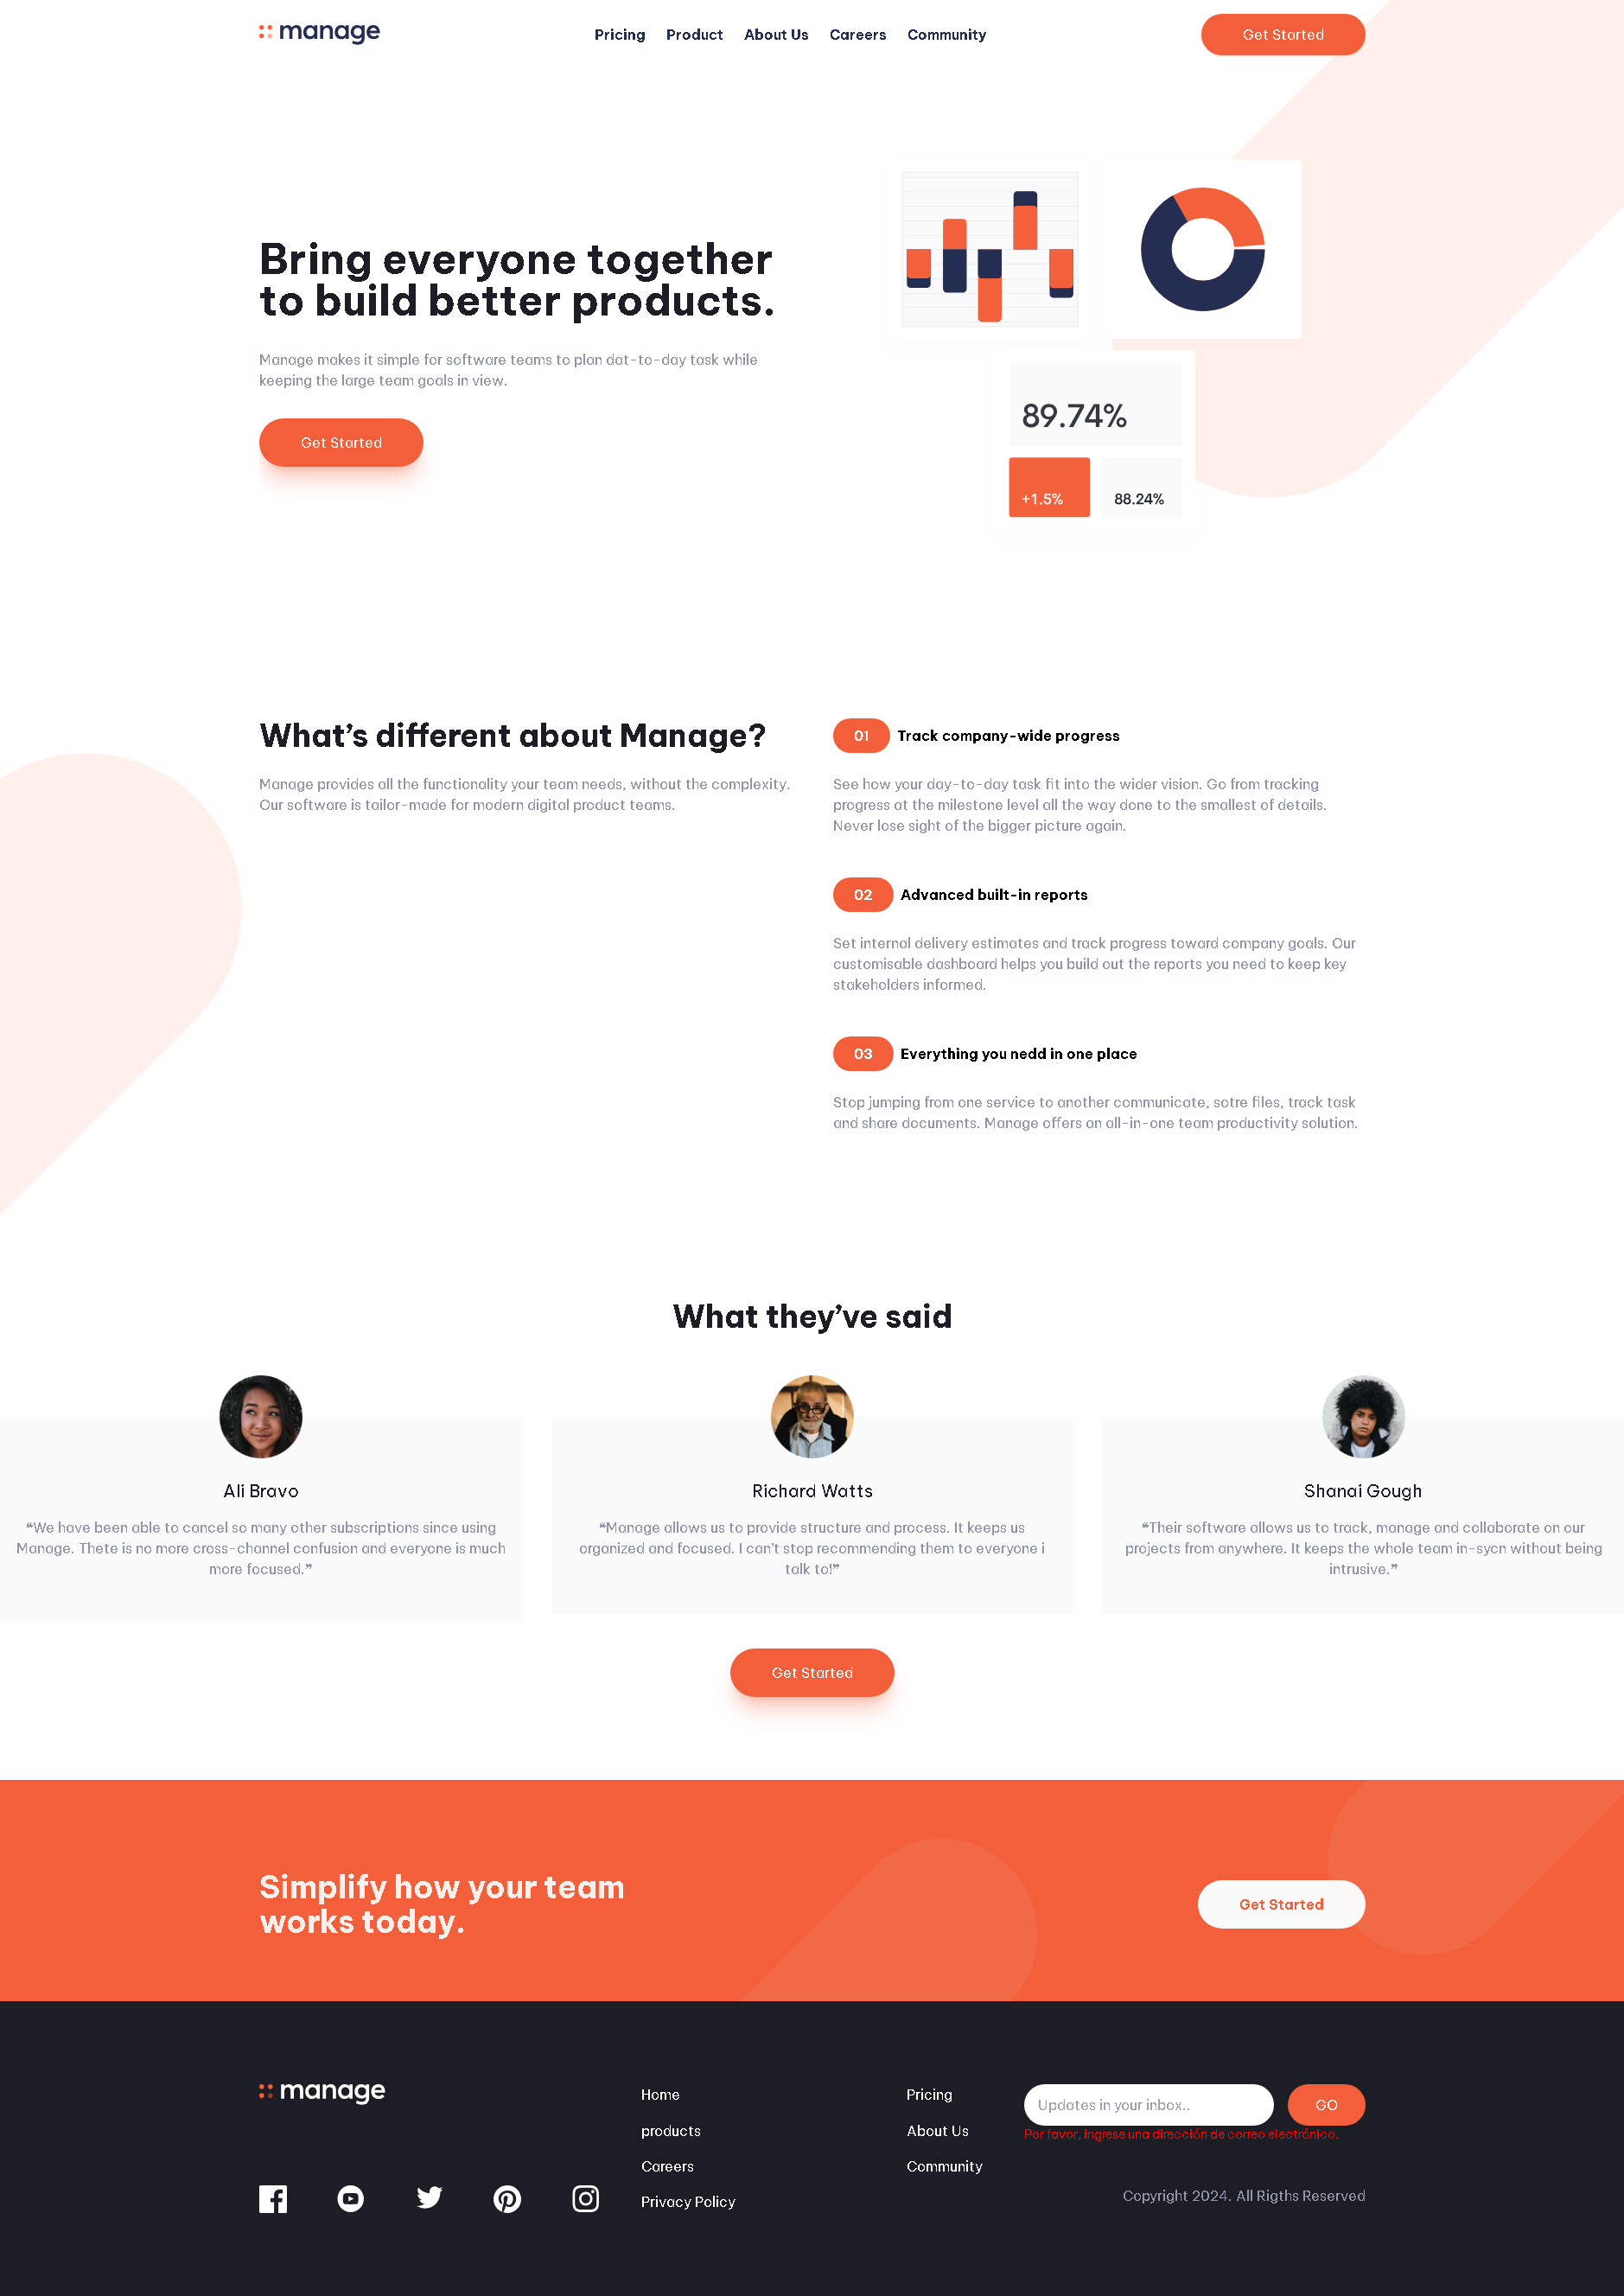 manage
Pricing Product About Us Careers Community
Get Started
Bring everyone together
to build better products.
Manage makes it simple for software teams to plan dat-to-day task while
keeping the large team goals in view.
Get Started
89.74%
+1.5%
88.24%
What’s different about Manage?
Manage provides all the functionality your team needs, without the complexity.
Our software is tailor-made for modern digital product teams.
01 Track company-wide progress
See how your day-to-day task fit into the wider vision. Go from tracking
progress at the milestone level all the way done to the smallest of details.
Never lose sight of the bigger picture again.
02 Advanced built-in reports
Set internal delivery estimates and track progress toward company goals. Our
customisable dashboard helps you build out the reports you need to keep key
stakeholders informed.
03 Everything you nedd in one place
Stop jumping from one service to another communicate, sotre files, track task
and share documents. Manage offers an all-in-one team productivity solution.
What they’ve said
Ali Bravo
❝We have been able to cancel so many other subscriptions since using
Manage. Thete is no more cross-channel confusion and everyone is much
more focused.❞
Richard Watts
❝Manage allows us to provide structure and process. It keeps us
organized and focused. I can’t stop recommending them to everyone i
talk to!❞
Shanai Gough
❝Their software allows us to track, manage and collaborate on our
projects from anywhere. It keeps the whole team in-sycn without being
intrusive.❞
Get Started
Simplify how your team
works today.
Get Started
manage
Home
products
Careers
Privacy Policy
Pricing
About Us
Community
Updates in your inbox..
GO
Por favor, ingrese una dirección de correo electrónico.
Copyright 2024. All Rigths Reserved